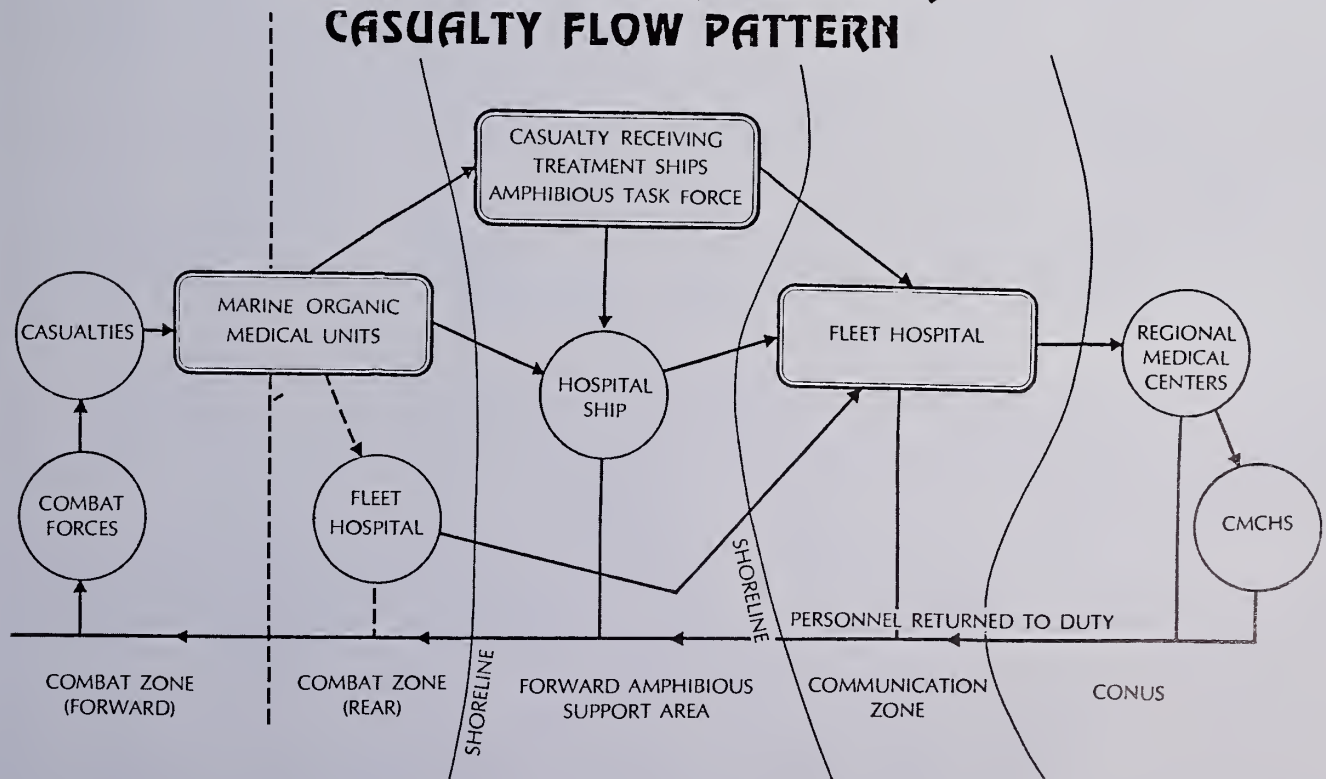 CASUALTY FLOW PATTERN
CASUALTY RECEIVING
TREATMENT SHIPS
AMPHIBIOUS TASK FORCE
CASUALTIES
MARINE ORGANIC
MEDICAL UNITS
HOSPITAL
SHIP
FLEET HOSPITAL
REGIONAL
MEDICAL
CENTERS
COMBAT
FORCES
FLEET
HOSPITAL
CMCHS
SHORELINE
SHORELINE
PERSONNEL RETURNED TO DUTY
COMBAT ZONE
(FORWARD)
COMBAT ZONE
(REAR)
FORWARD AMPHIBIOUS
SUPPORT AREA
COMMUNICATION
ZONE
CONUS